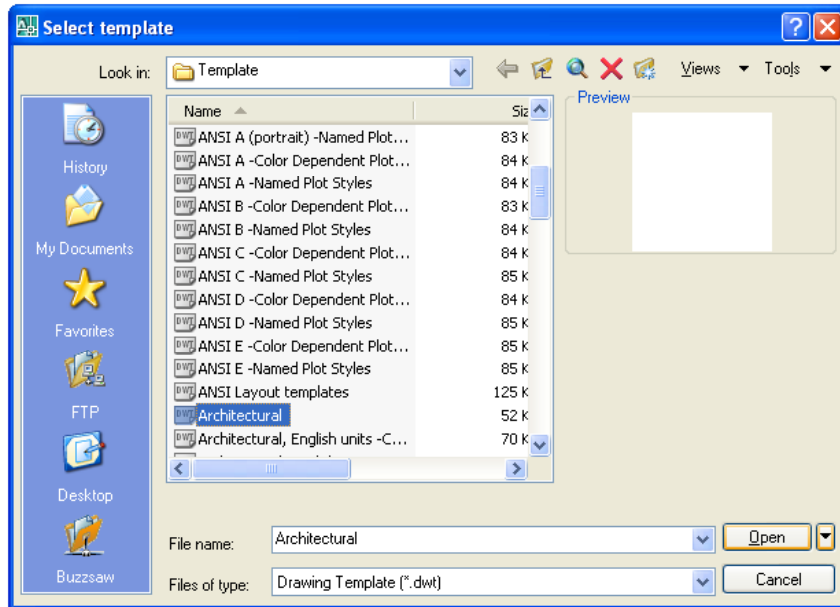 Select template
Look in: Template Views Tools
History
My Documents
Favorites
FTP
Desktop
Buzzsaw
Name Siz
ANSI A (portrait) -Named Plot... 83 K
ANSI A -Color Dependent Plot... 84 K
ANSI A -Named Plot Styles 84 K
ANSI B -Color Dependent Plot... 83 K
ANSI B -Named Plot Styles 84 K
ANSI C -Color Dependent Plot... 84 K
ANSI C -Named Plot Styles 85 K
ANSI D -Color Dependent Plot... 84 K
ANSI D -Named Plot Styles 85 K
ANSI E -Color Dependent Plot... 85 K
ANSI E -Named Plot Styles 85 K
ANSI Layout templates 125 K
Architectural 52 K
Architectural, English units -C... 70 K
Preview
File name: Architectural Open
Files of type: Drawing Template (*.dwt) Cancel